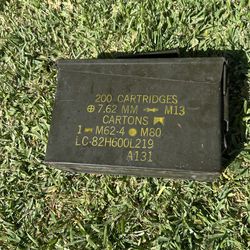 200 CARTRIDGES
7.62 MM M13
CARTONS
1 M62-4 M80
LC-82H600L219
A131